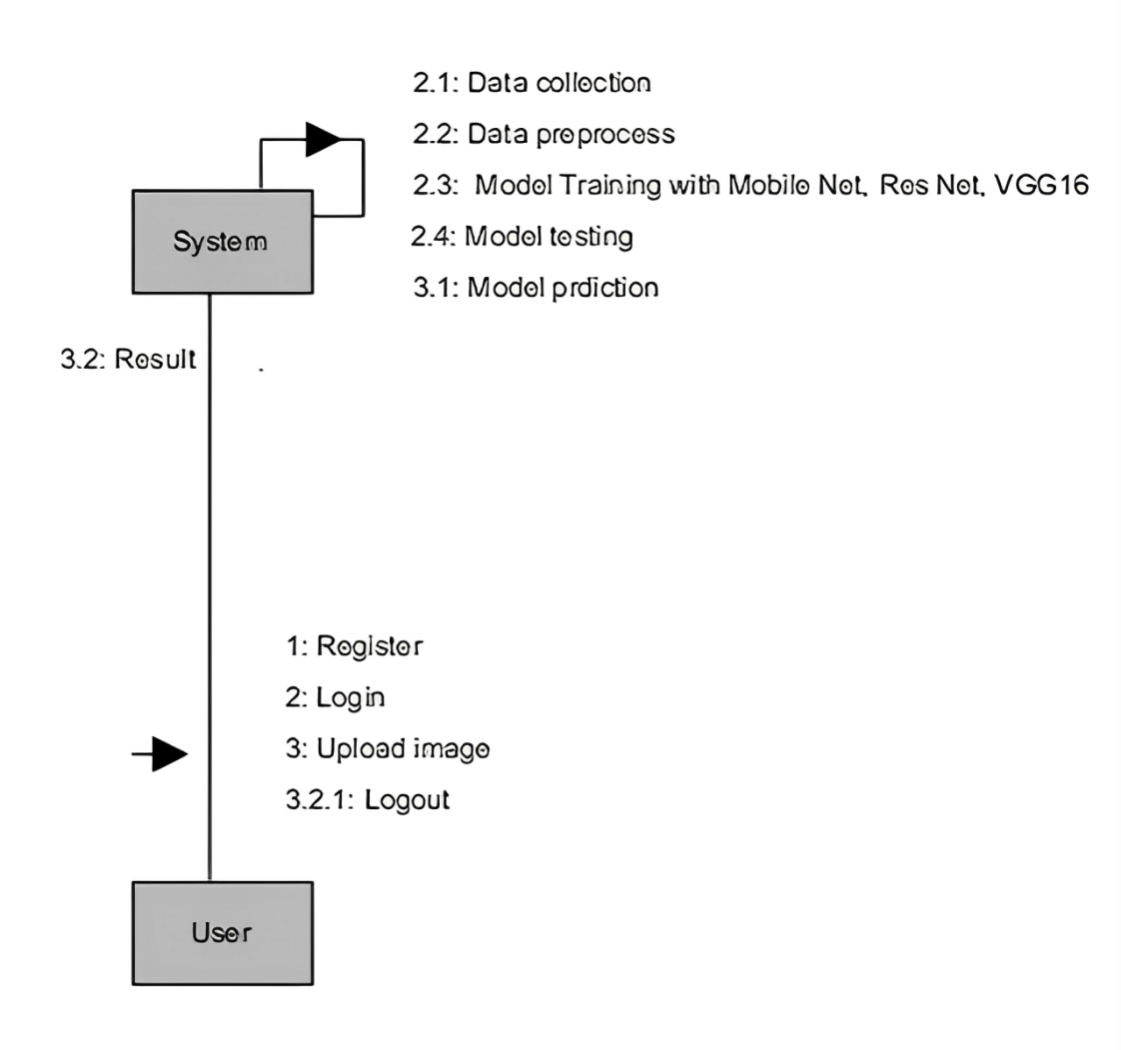 2.1: Data collection
2.2: Data preprocess
2.3: Model Training with Mobile Net, Res Net, VGG16
System
2.4: Model testing
3.1: Model prdiction
3.2: Result
1: Register
2: Login
3: Upload image
3.2.1: Logout
User